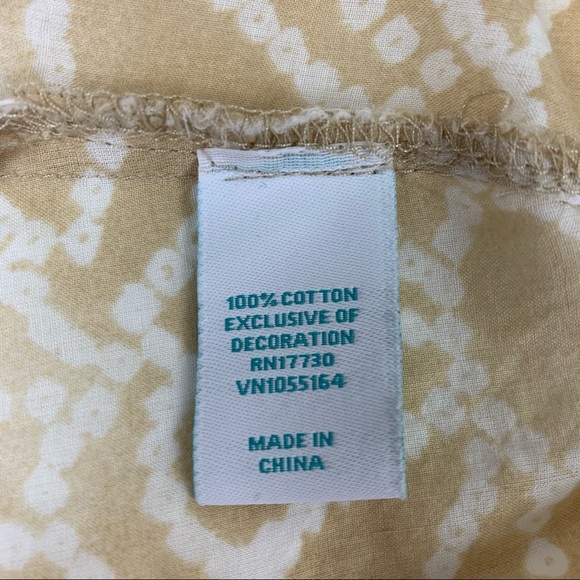 100% COTTON
EXCLUSIVE OF
DECORATION
RN17730
VN1055164
MADE IN
CHINA